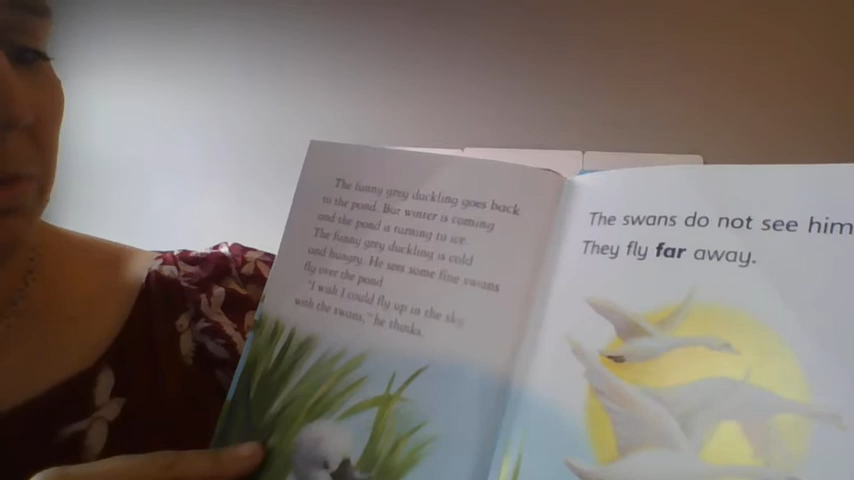 The funny grey duckling goes back
to the pond. But winter is coming
and the pond is turning to ice.
The funny grey duckling is cold
and hungry. He sees some fine swans
fly over the pond
"I wish I could fly up in the sky
with the swans," he thinks.
The swans do not see him.
They fly far away.